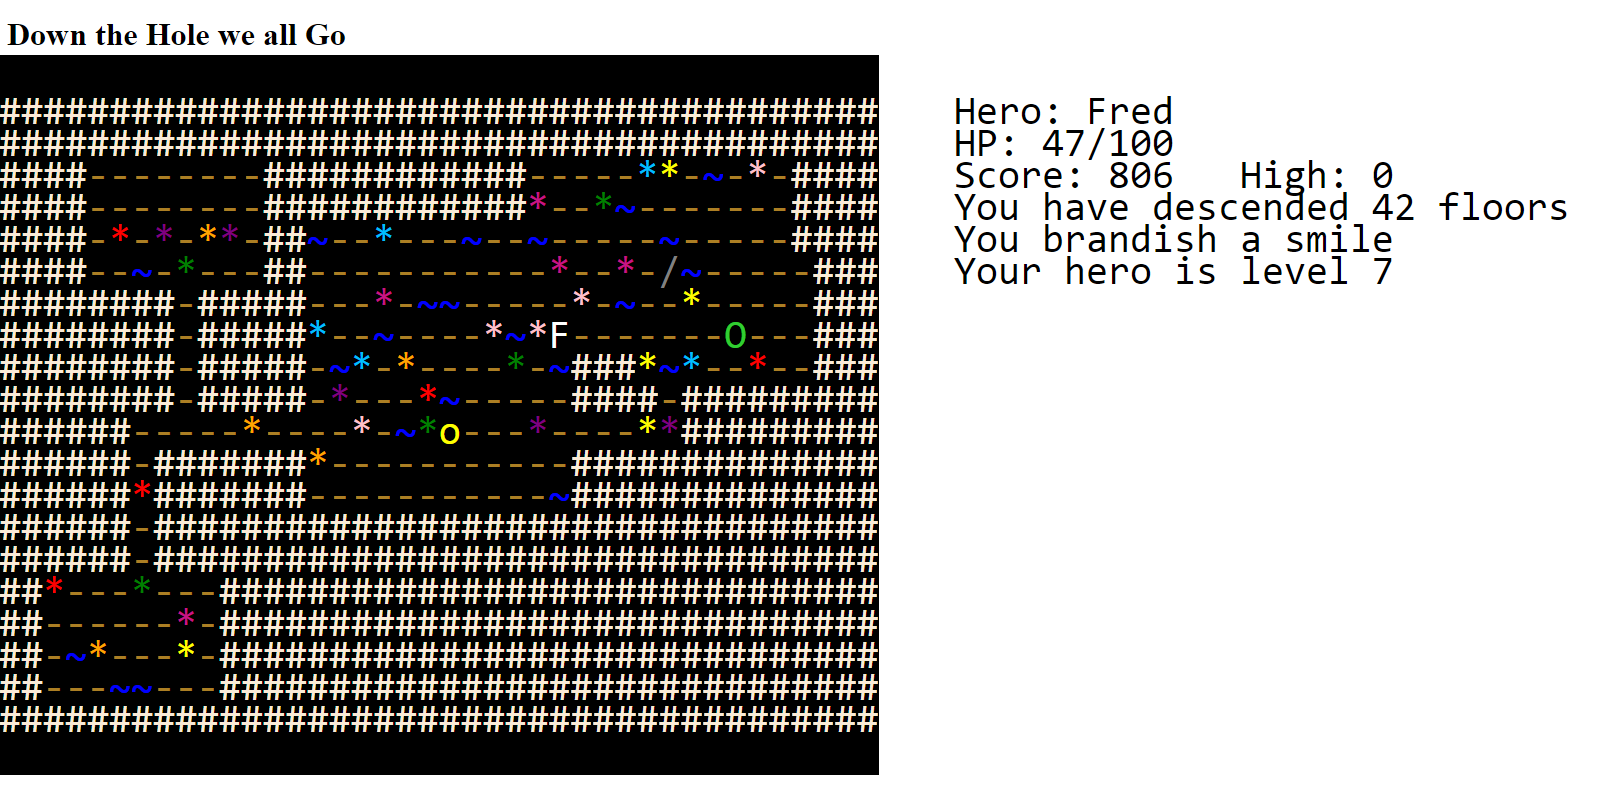 Down the Hole we all Go
########################################
########################################
####--------############-----**-~-*-####
####--------############*--*~-------####
####-*-*-**-##~--*---~--~-----~-----####
####--~-*---##-----------*--*-/~-----###
########-#####---*-~~-----*-~--*-----###
########-#####*--~----*~*F-------O---###
########-#####-~*-*----*-~###*~*--*--###
########-#####-*---*~-----####-#########
######-----*----*-~*o---*----**#########
######-#######*-----------##############
######*#######-----------~##############
######-#################################
######-#################################
##*---*---##############################
##------*-##############################
##-~*---*-##############################
##---~~---##############################
########################################
Hero: Fred
HP: 47/100
Score: 806   High: 0
You have descended 42 floors
You brandish a smile
Your hero is level 7